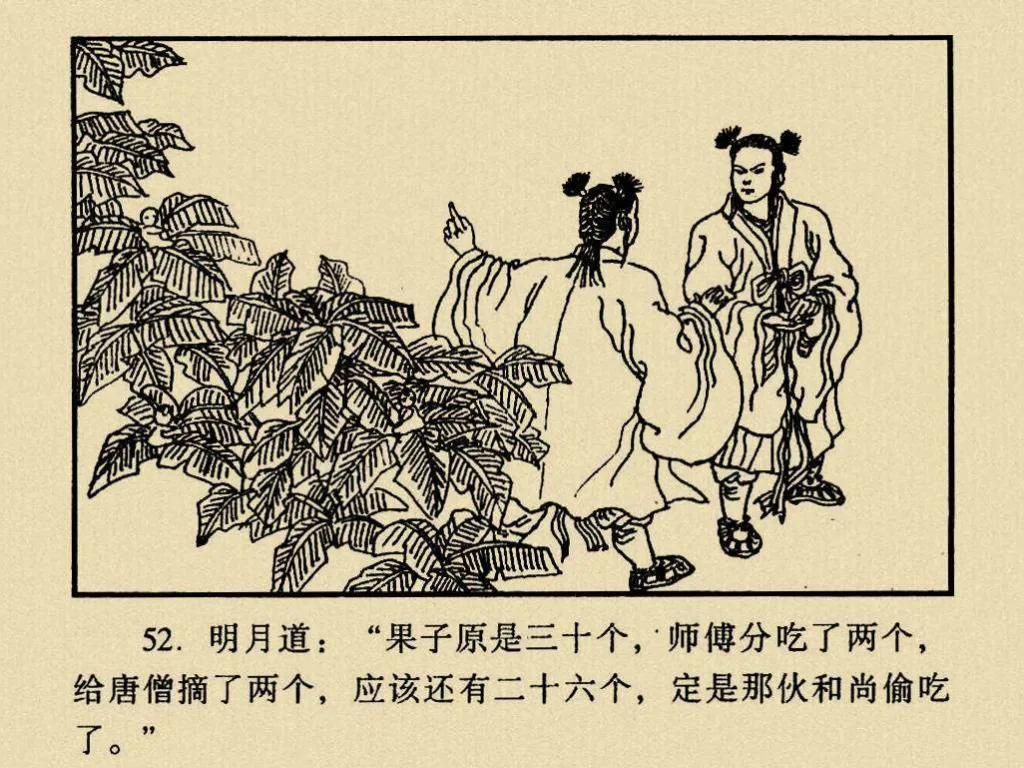 52. 明月道：“果子原是三十个，师傅分吃了两个，
给唐僧摘了两个，应该还有二十六个，定是那伙和尚偷吃
了。”